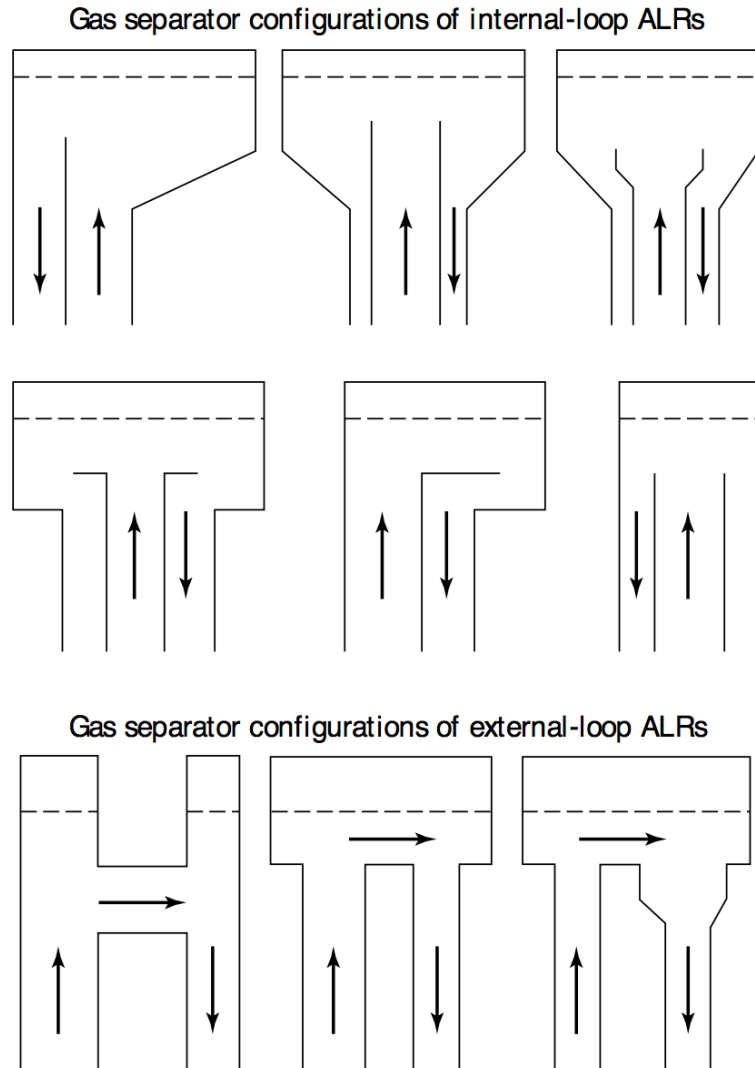 Gas separator configurations of internal-loop ALRs
Gas separator configurations of external-loop ALRs